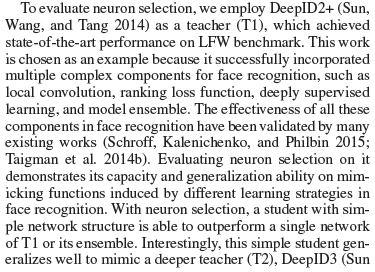 To evaluate neuron selection, we employ DeepID2+ (Sun,
Wang, and Tang 2014) as a teacher (T1), which achieved
state-of-the-art performance on LFW benchmark. This work
is chosen as an example because it successfully incorporated
multiple complex components for face recognition, such as
local convolution, ranking loss function, deeply supervised
learning, and model ensemble. The effectiveness of all these
components in face recognition have been validated by many
existing works (Schroff, Kalenichenko, and Philbin 2015;
Taigman et al. 2014b). Evaluating neuron selection on it
demonstrates its capacity and generalization ability on mim-
icking functions induced by different learning strategies in
face recognition. With neuron selection, a student with sim-
ple network structure is able to outperform a single network
of T1 or its ensemble. Interestingly, this simple student gen-
eralizes well to mimic a deeper teacher (T2), DeepID3 (Sun